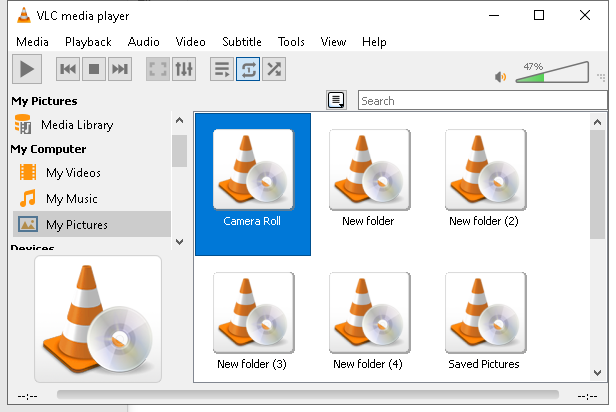 VLC media player
Media Playback Audio Video Subtitle Tools View Help
47%
My Pictures
Search
Media Library
My Computer
My Videos
My Music
My Pictures
Devices
Camera Roll New folder New folder (2)
New folder (3) New folder (4) Saved Pictures
--:-- --:--